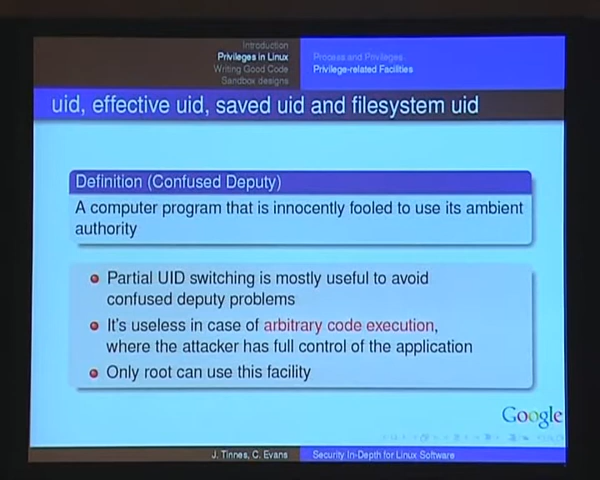 Introduction
Privileges in Linux
Writing Good Code
Sandbox designs
Process and Privileges
Privilege-related Facilities
uid, effective uid, saved uid and filesystem uid
Definition (Confused Deputy)
A computer program that is innocently fooled to use its ambient
authority
Partial UID switching is mostly useful to avoid
confused deputy problems
It's useless in case of arbitrary code execution,
where the attacker has full control of the application
Only root can use this facility
Google
J. Tinnes, C. Evans
Security In-Depth for Linux Software